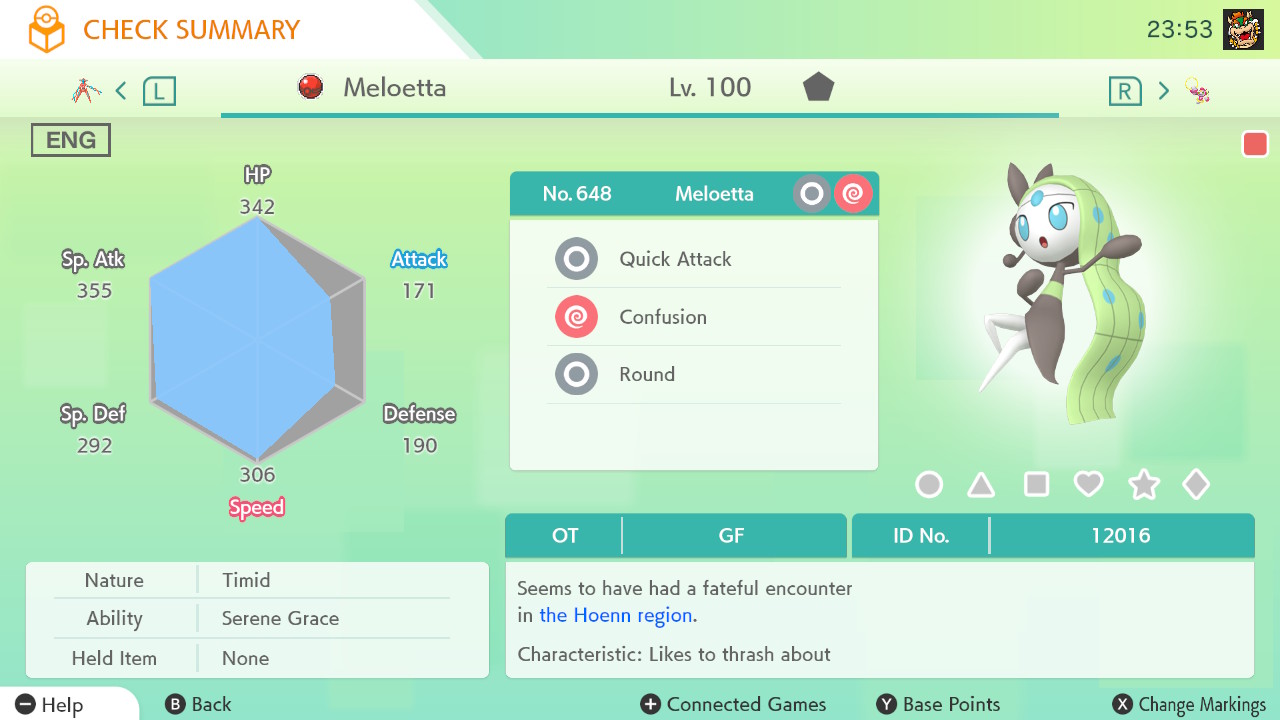 CHECK SUMMARY
23:53
L
Meloetta
Lv. 100
R
ENG
HP
342
Sp. Atk
355
Attack
171
Sp. Def
292
Defense
190
306
Speed
No. 648 Meloetta
Quick Attack
Confusion
Round
OT GF
ID No. 12016
Nature Timid
Ability Serene Grace
Held Item None
Seems to have had a fateful encounter
in the Hoenn region.
Characteristic: Likes to thrash about
Help
B Back
Connected Games
Y Base Points
X Change Markings